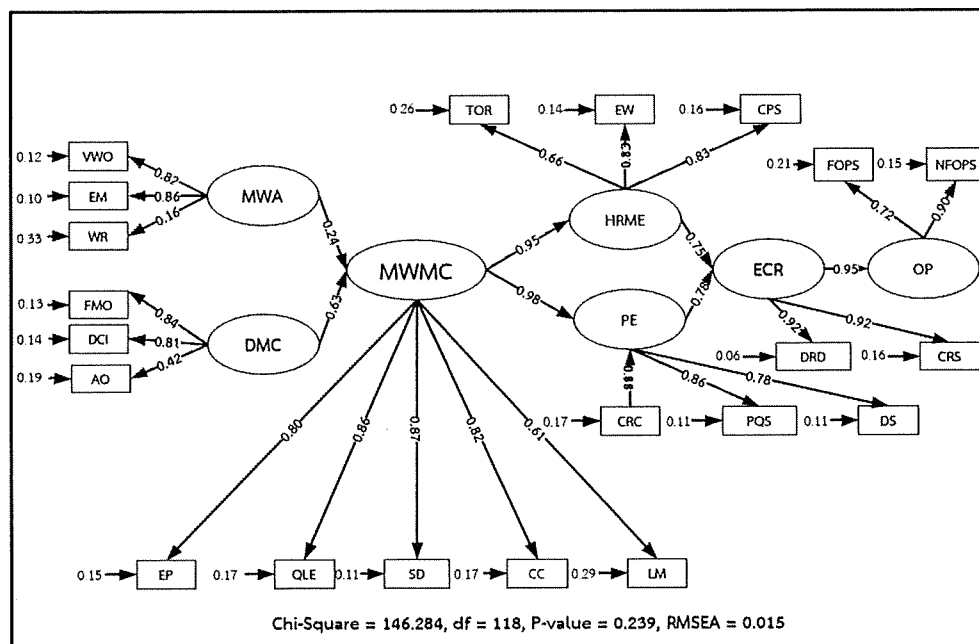 0.26 TOR
0.14 EW
0.16 CPS
0.66
0.83
0.83
0.21 FOPS
0.15 NFOPS
0.72
0.90
0.12 VWO
0.82
0.10 EM
0.86
0.33 WR
0.16
MWA
0.24
HRME
0.95
0.75
MWMC
ECR
0.95
OP
0.13 FMO
0.84
0.14 DCI
0.81
0.19 AO
0.42
DMC
0.63
0.98
PE
0.78
0.92
0.92
0.06 DRD
0.16 CRS
0.88
0.86
0.78
0.17 CRC
0.11 PQS
0.11 DS
0.80
0.86
0.87
0.82
0.61
0.15 EP
0.17 QLE
0.11 SD
0.17 CC
0.29 LM
Chi-Square = 146.284, df = 118, P-value = 0.239, RMSEA = 0.015